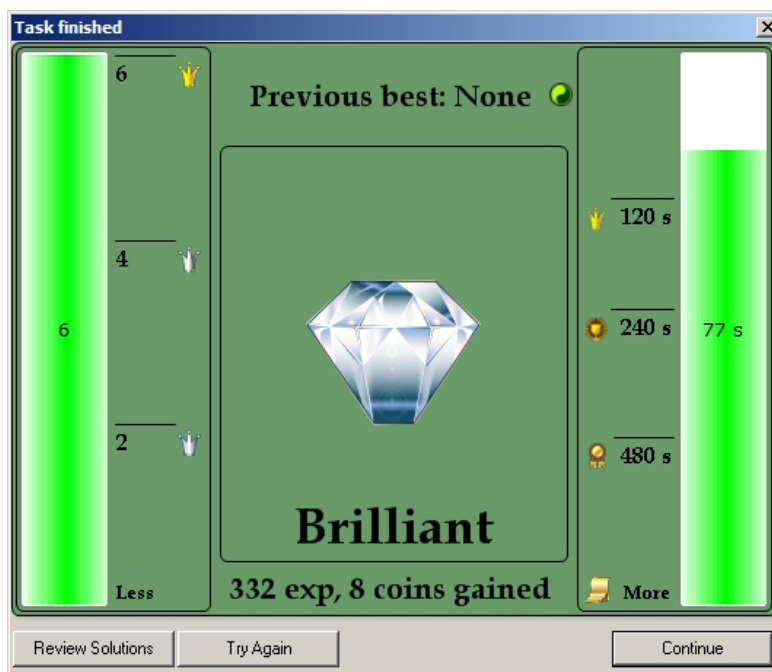 Task finished
6
Previous best: None
120 s
4
6
240 s
77 s
2
480 s
Brilliant
Less
332 exp, 8 coins gained
More
Review Solutions
Try Again
Continue